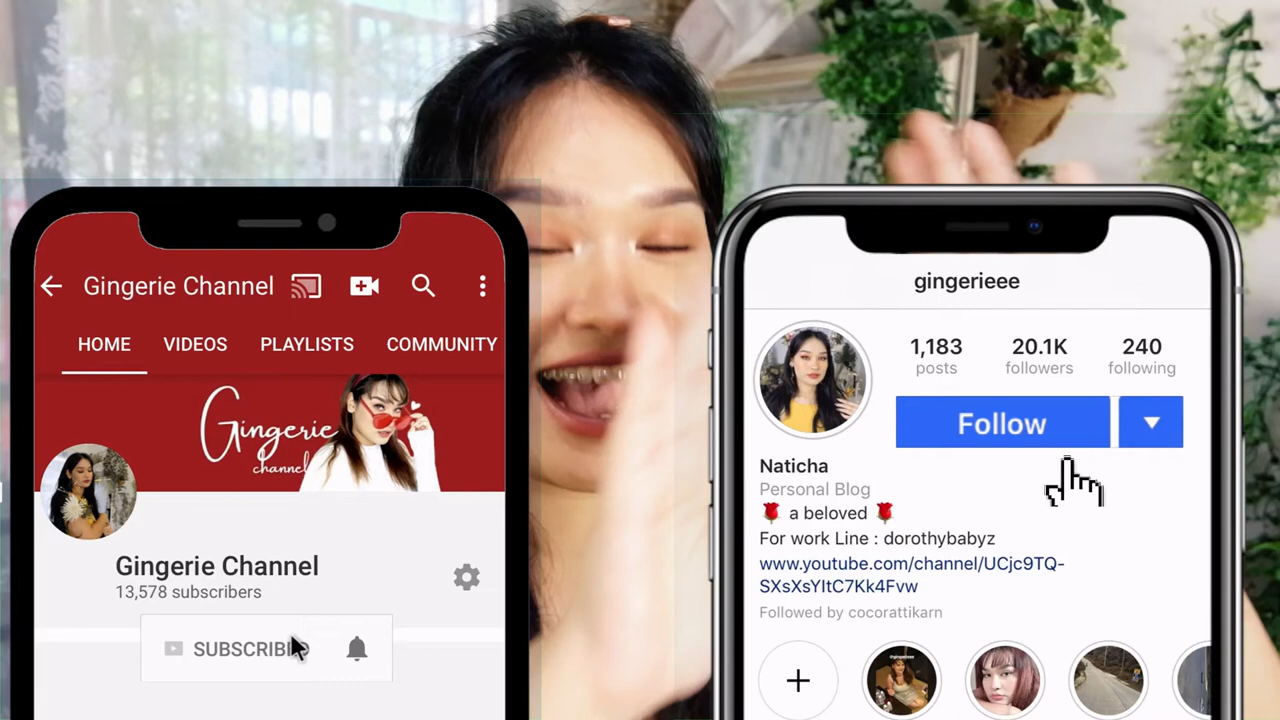 Gingerie Channel
HOME VIDEOS PLAYLISTS COMMUNITY
Gingerie
channel
Gingerie Channel
13,578 subscribers
gingerieee
1,183 20.1K 240
posts followers following
Follow
Naticha
Personal Blog
🌹 a beloved 🌹
For work Line : dorothybabyz
www.youtube.com/channel/UCjc9TQ-
SXsXsYItC7Kk4Fvw
Followed by cocorattikarn